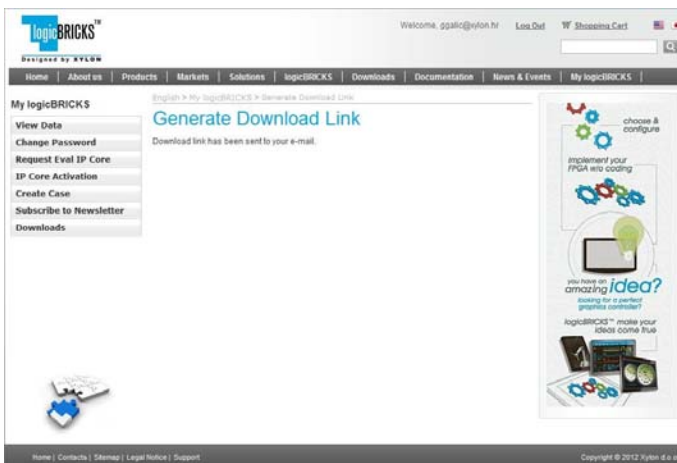 logicBRICKS™
Designed by XYLON
Welcome, ggalic@xylon.hr Log Out Shopping Cart
Home | About us | Products | Markets | Solutions | logicBRICKS | Downloads | Documentation | News & Events | My logicBRICKS |
My logicBRICKS
View Data
Change Password
Request Eval IP Core
IP Core Activation
Create Case
Subscribe to Newsletter
Downloads
English > My logicBRICKS > Generate Download Link
Generate Download Link
Download link has been sent to your e-mail.
choose &
configure
implement your
FPGA w/o coding
you have an
amazing idea?
looking for a perfect
graphics controller?
logicBRICKS™ make your
ideas come true
Home | Contacts | Sitemap | Legal Notice | Support
Copyright © 2012 Xylon d.o.o